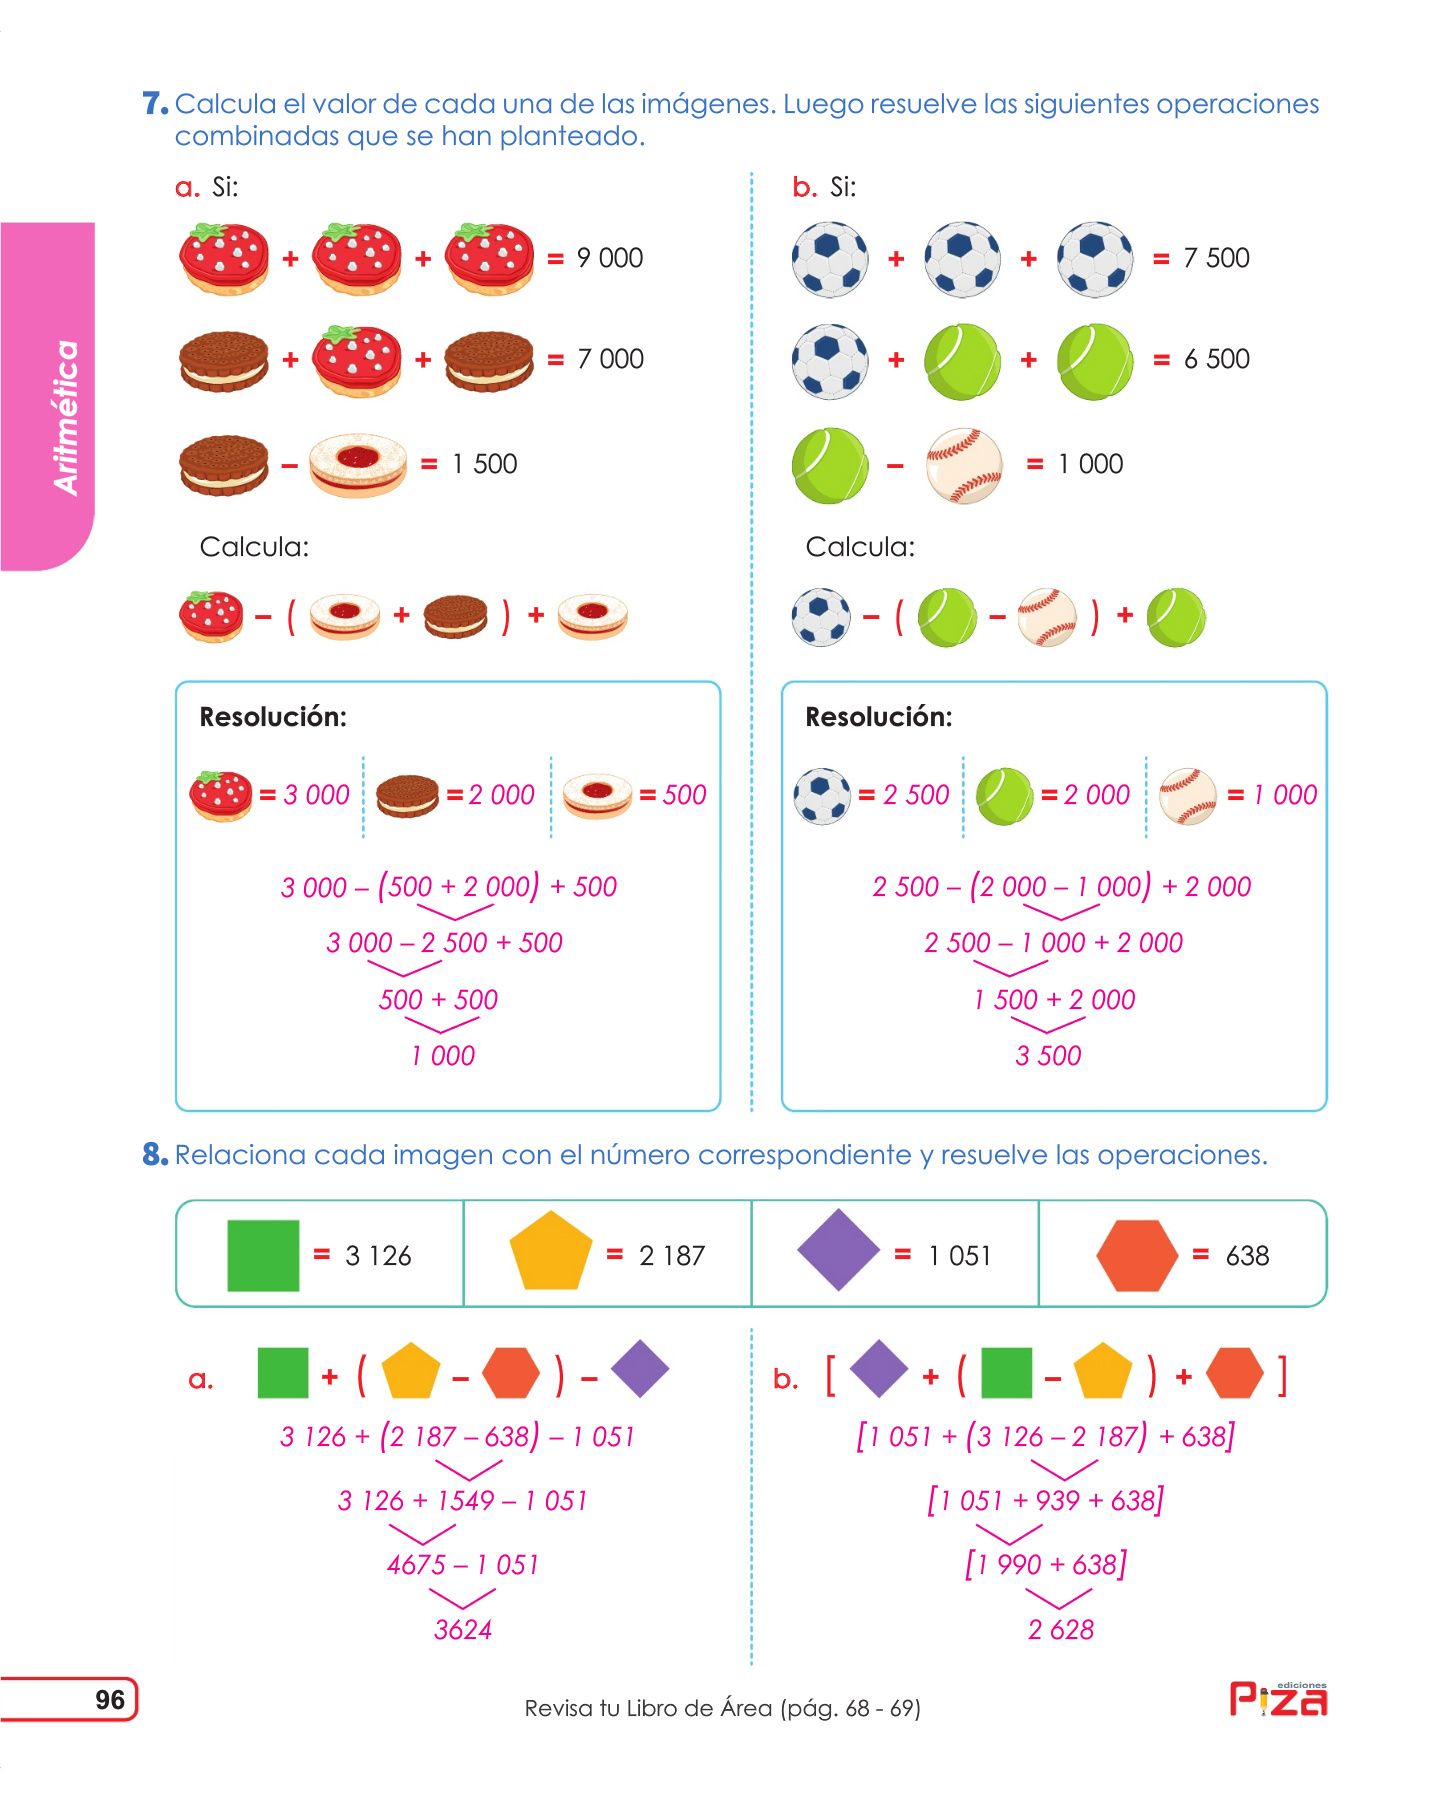 7. Calcula el valor de cada una de las imágenes. Luego resuelve las siguientes operaciones
combinadas que se han planteado.
Aritmética
a. Si:
+ + = 9 000
+ + = 7 000
– = 1 500
Calcula:
– ( + ) +
Resolución:
= 3 000 = 2 000 = 500
3 000 – (500 + 2 000) + 500
3 000 – 2 500 + 500
500 + 500
1 000
b. Si:
+ + = 7 500
+ + = 6 500
– = 1 000
Calcula:
– ( – ) +
Resolución:
= 2 500 = 2 000 = 1 000
2 500 – (2 000 – 1 000) + 2 000
2 500 – 1 000 + 2 000
1 500 + 2 000
3 500
8. Relaciona cada imagen con el número correspondiente y resuelve las operaciones.
= 3 126 = 2 187 = 1 051 = 638
a. + ( – ) –
3 126 + (2 187 – 638) – 1 051
3 126 + 1549 – 1 051
4675 – 1 051
3624
b. [ + ( – ) + ]
[1 051 + (3 126 – 2 187) + 638]
[1 051 + 939 + 638]
[1 990 + 638]
2 628
96
Revisa tu Libro de Área (pág. 68 - 69)
ediciones
Piza